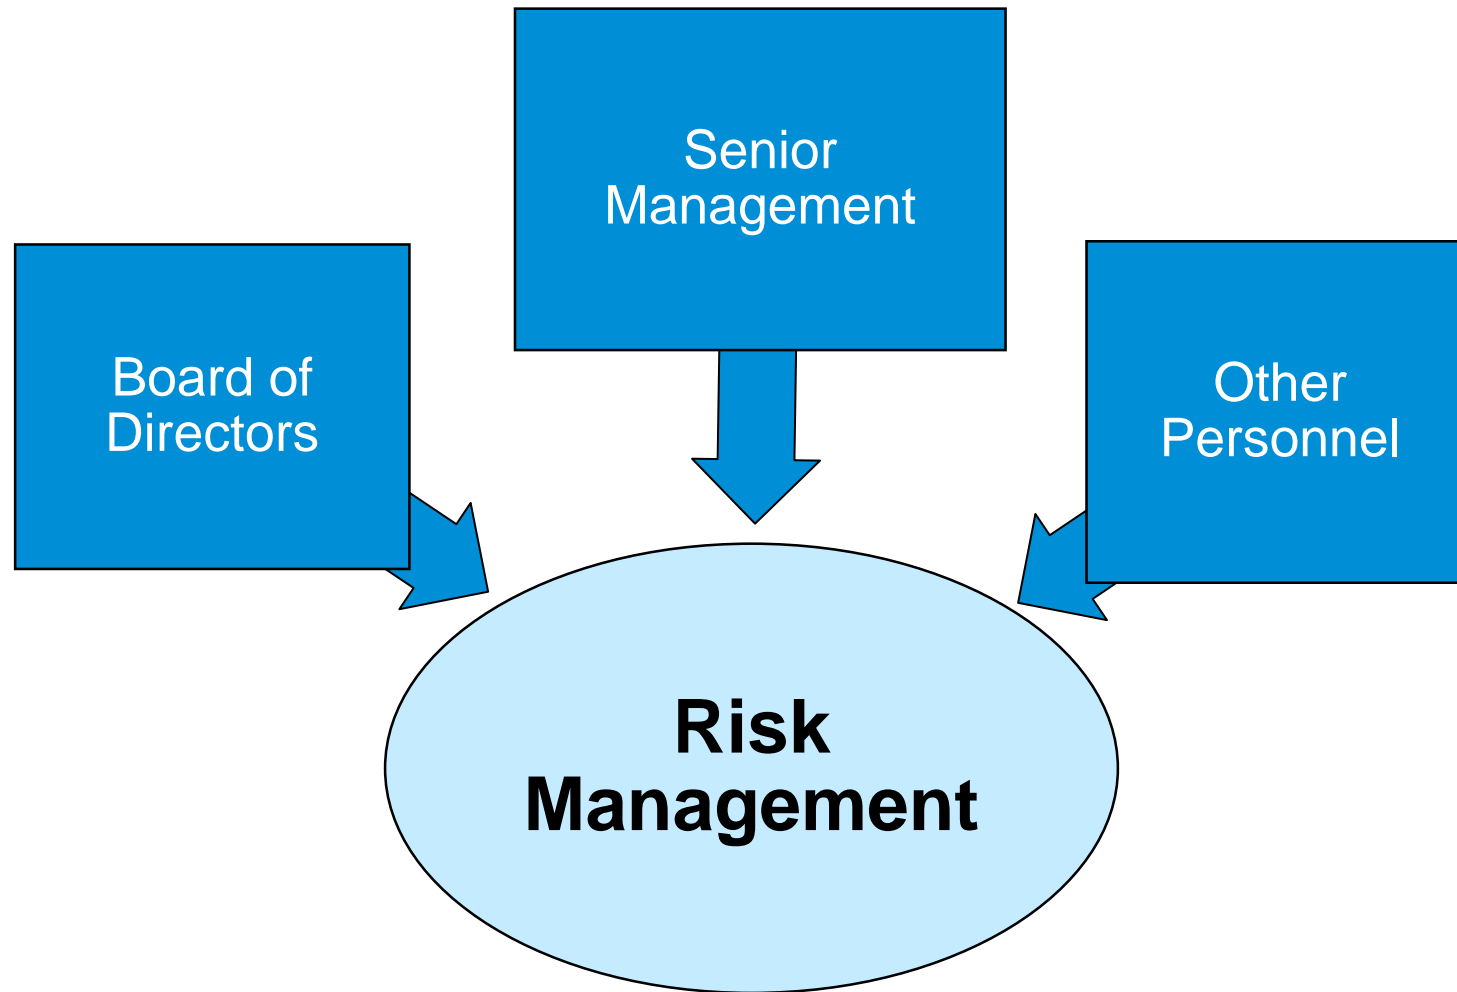 Senior
Management
Board of
Directors
Other
Personnel
Risk
Management